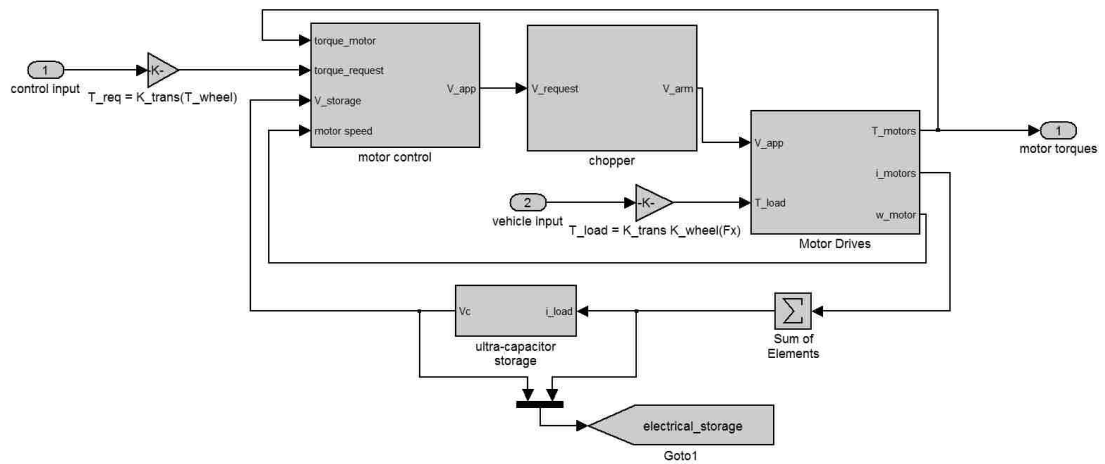 1
control input
-K-
T_req = K_trans(T_wheel)
torque_motor
torque_request
V_storage
motor speed
V_app
motor control
V_request
V_arm
chopper
V_app
T_load
T_motors
i_motors
w_motor
Motor Drives
1
motor torques
2
vehicle input
-K-
T_load = K_trans K_wheel(Fx)
Vc
i_load
ultra-capacitor
storage
Σ
Sum of
Elements
electrical_storage
Goto1